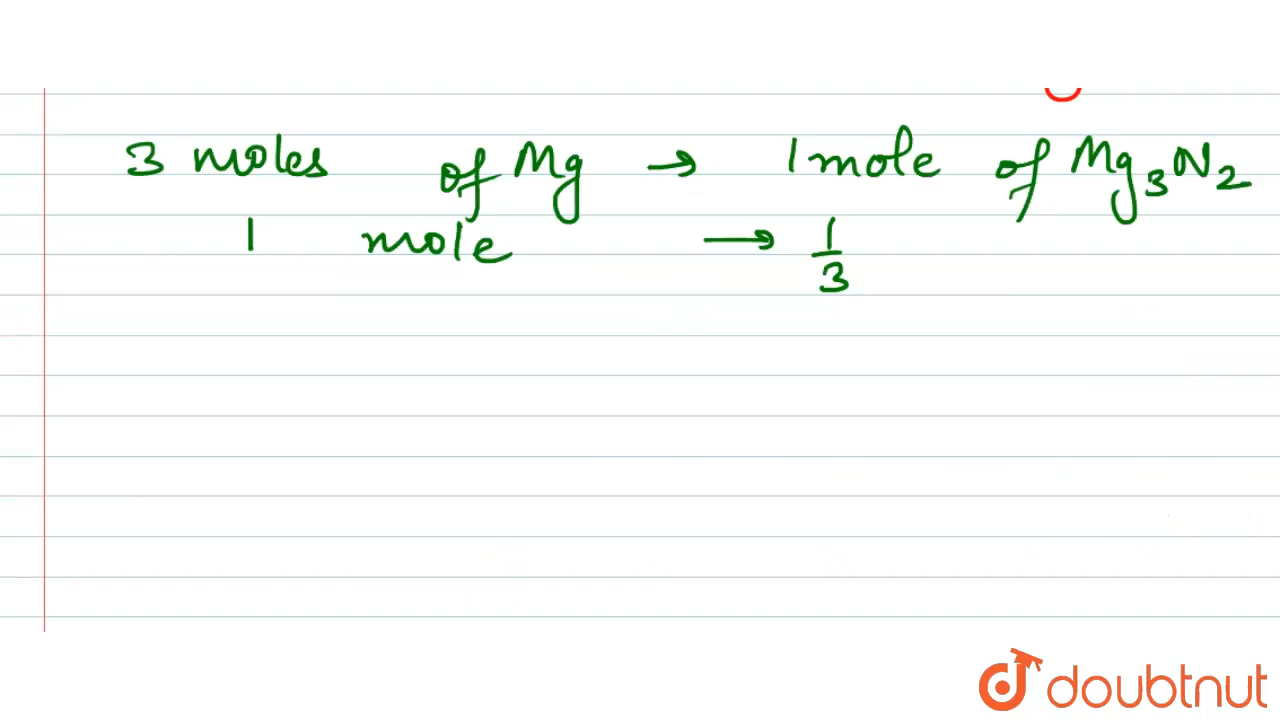 3 moles of Mg → 1 mole of Mg₃N₂
1 mole → 1/3
doubtnut